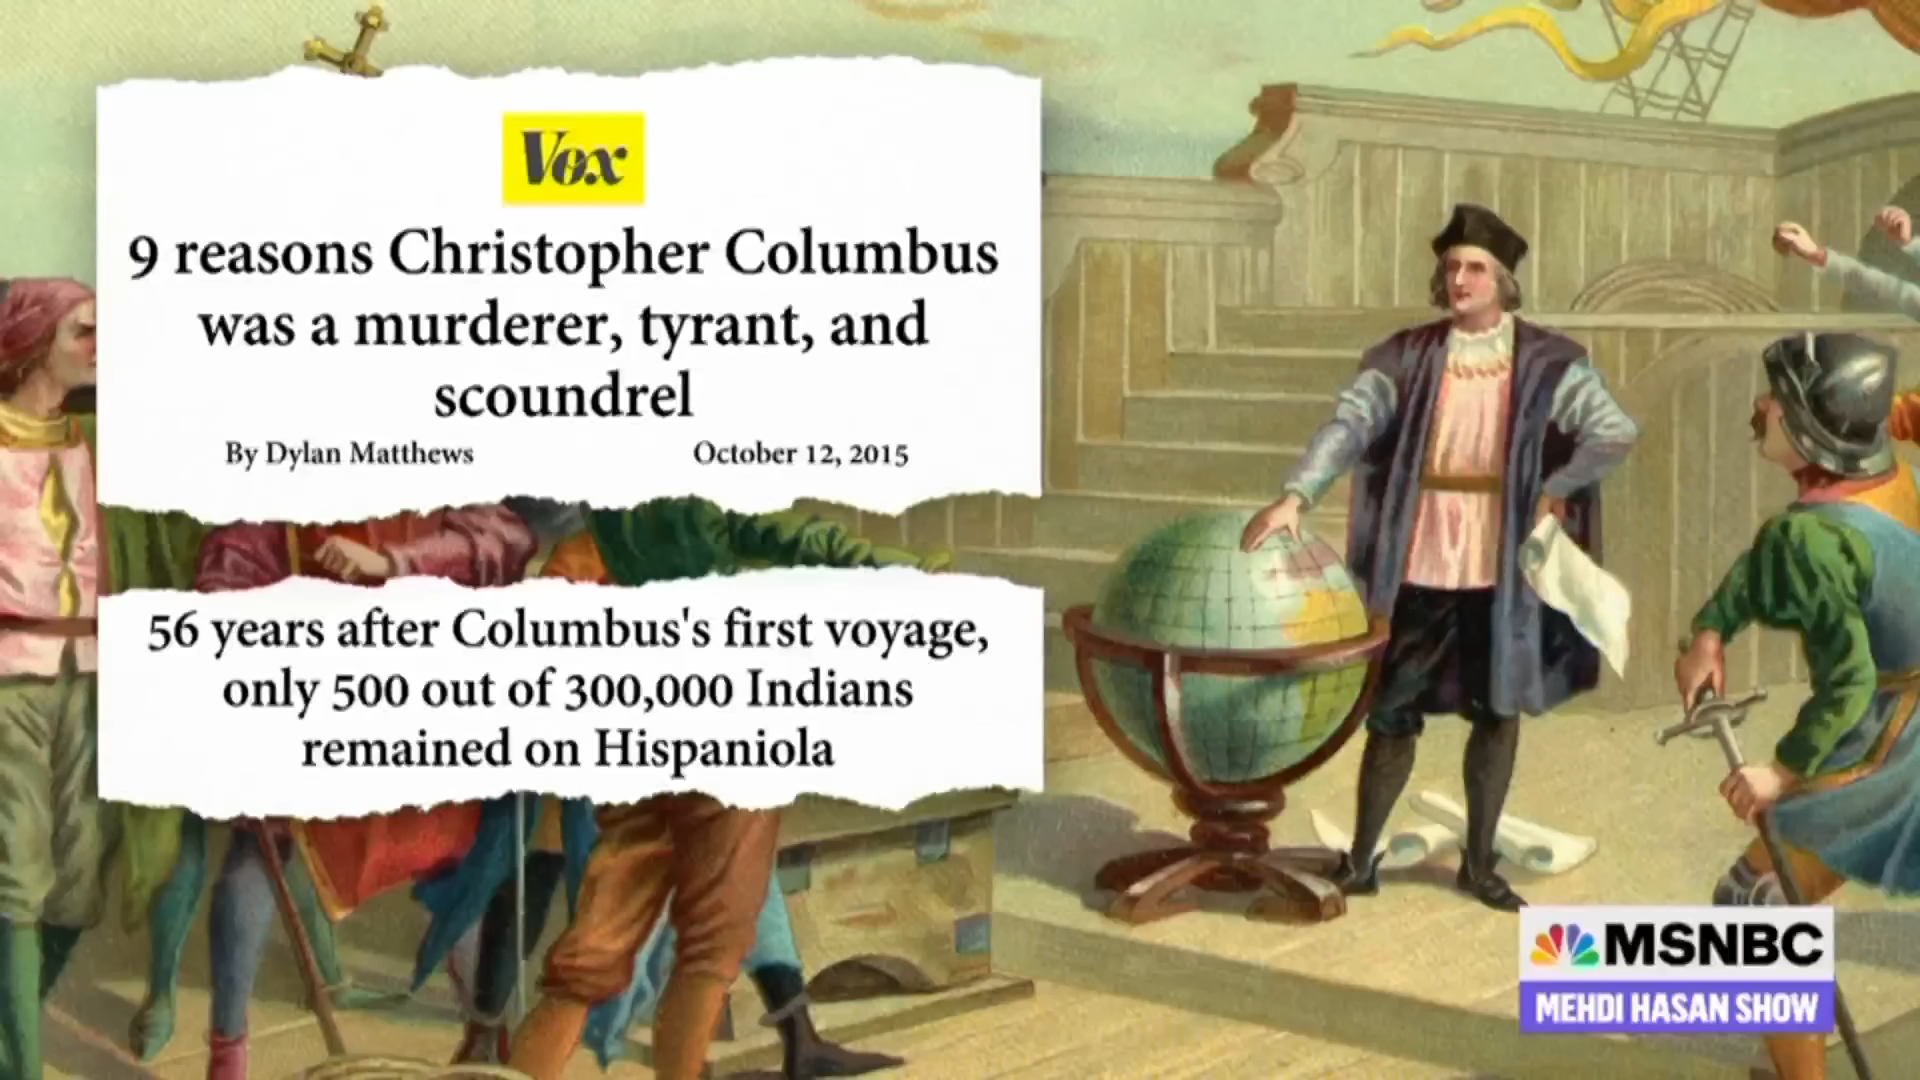 Vox
9 reasons Christopher Columbus
was a murderer, tyrant, and
scoundrel
By Dylan Matthews October 12, 2015
56 years after Columbus's first voyage,
only 500 out of 300,000 Indians
remained on Hispaniola
MSNBC
MEHDI HASAN SHOW